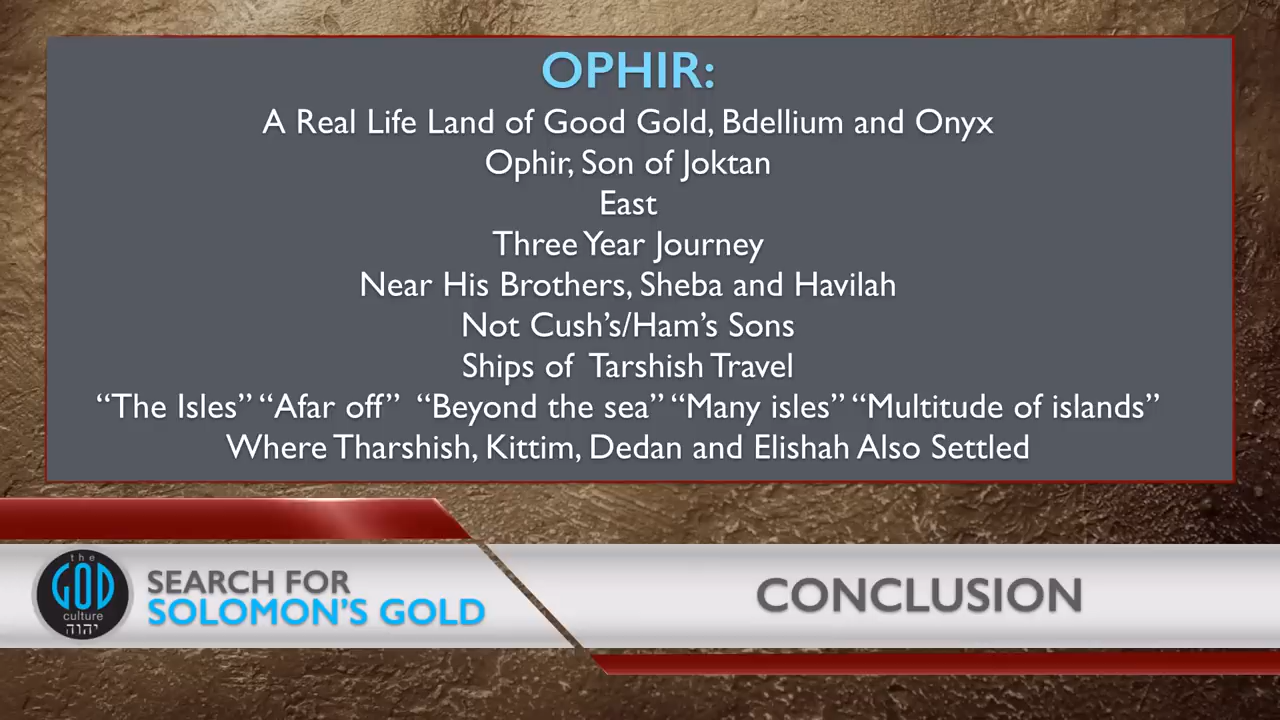 OPHIR:
A Real Life Land of Good Gold, Bdellium and Onyx
Ophir, Son of Joktan
East
Three Year Journey
Near His Brothers, Sheba and Havilah
Not Cush’s/Ham’s Sons
Ships of Tarshish Travel
“The Isles” “Afar off” “Beyond the sea” “Many isles” “Multitude of islands”
Where Tharshish, Kittim, Dedan and Elishah Also Settled
the
GOD
culture
יהוה
SEARCH FOR
SOLOMON’S GOLD
CONCLUSION